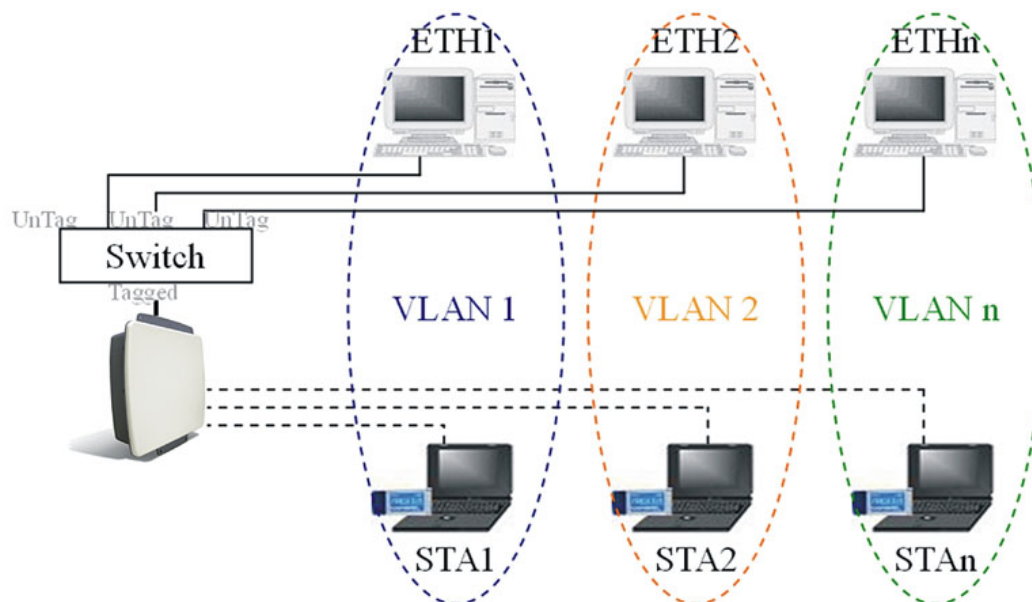 ETH1
ETH2
ETHn
UnTag
UnTag
UnTag
Switch
Tagged
VLAN 1
VLAN 2
VLAN n
STA1
STA2
STAn